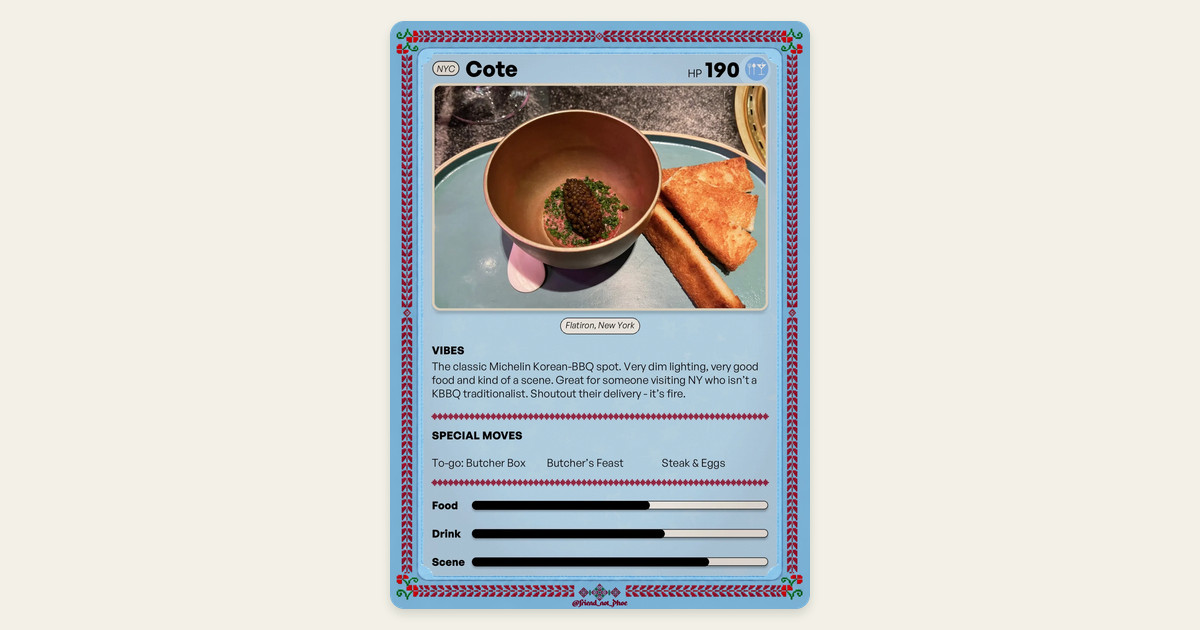 NYC Cote HP 190
Flatiron, New York
VIBES
The classic Michelin Korean-BBQ spot. Very dim lighting, very good
food and kind of a scene. Great for someone visiting NY who isn't a
KBBQ traditionalist. Shoutout their delivery - it's fire.
SPECIAL MOVES
To-go: Butcher Box Butcher's Feast Steak & Eggs
Food
Drink
Scene
@friend_not_phoe